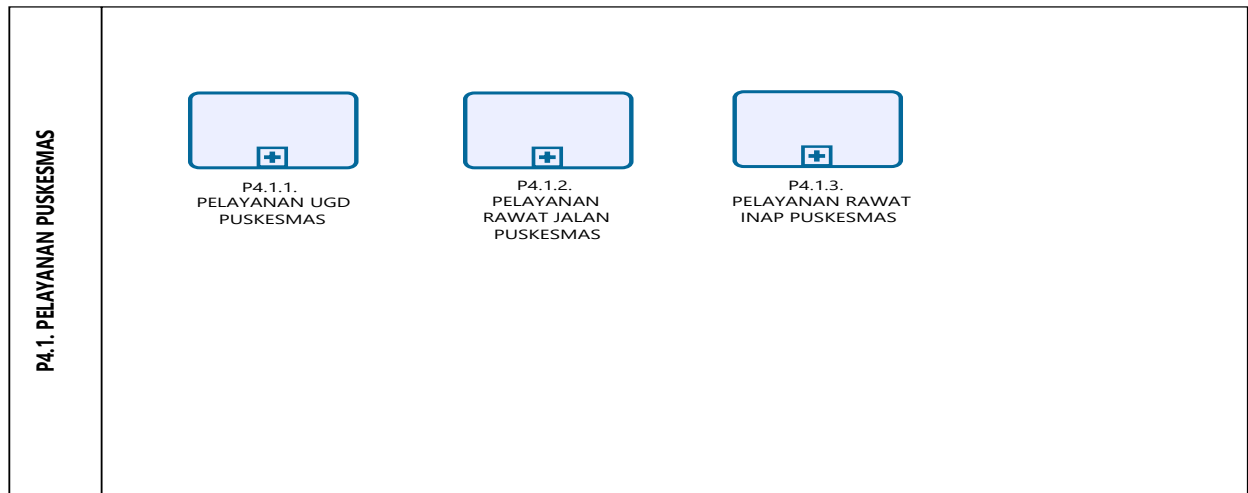 P4.1. PELAYANAN PUSKESMAS
P4.1.1.
PELAYANAN UGD
PUSKESMAS
P4.1.2.
PELAYANAN
RAWAT JALAN
PUSKESMAS
P4.1.3.
PELAYANAN RAWAT
INAP PUSKESMAS